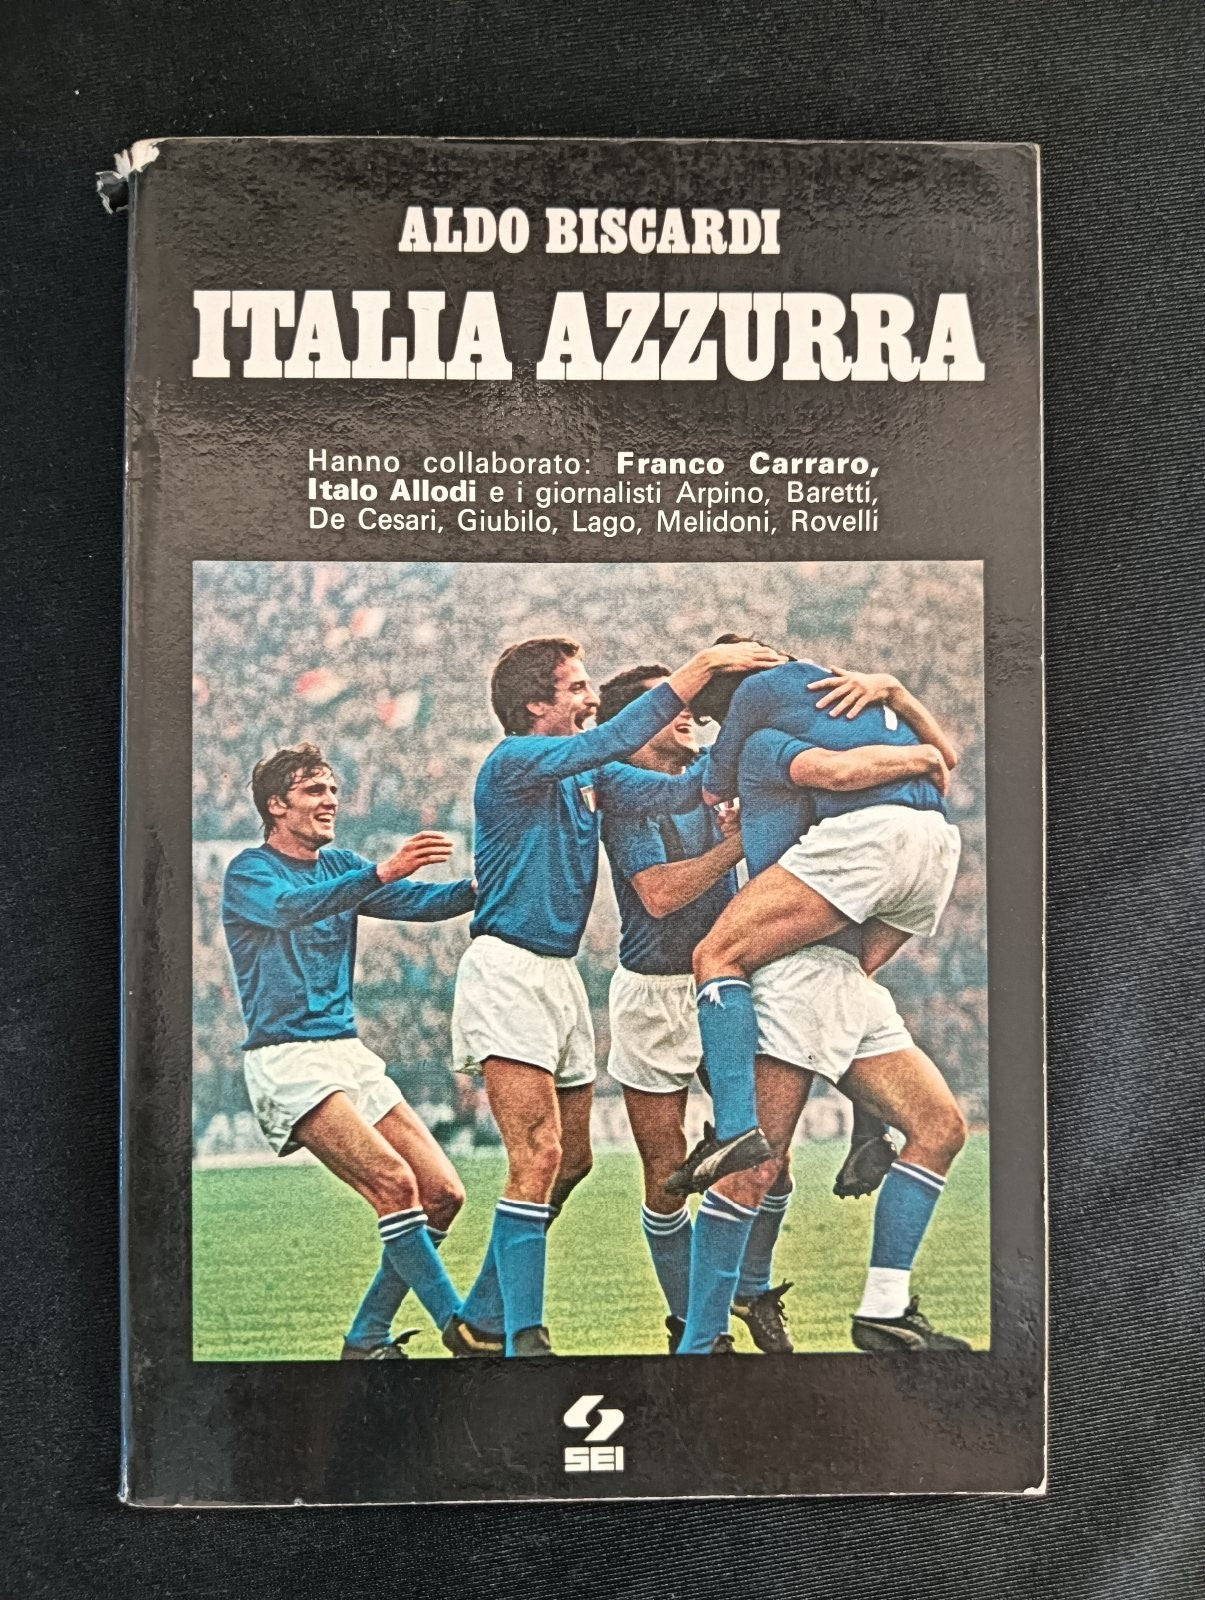 ALDO BISCARDI
ITALIA AZZURRA
Hanno collaborato: Franco Carraro,
Italo Allodi e i giornalisti Arpino, Baretti,
De Cesari, Giubilo, Lago, Melidoni, Rovelli
SEI